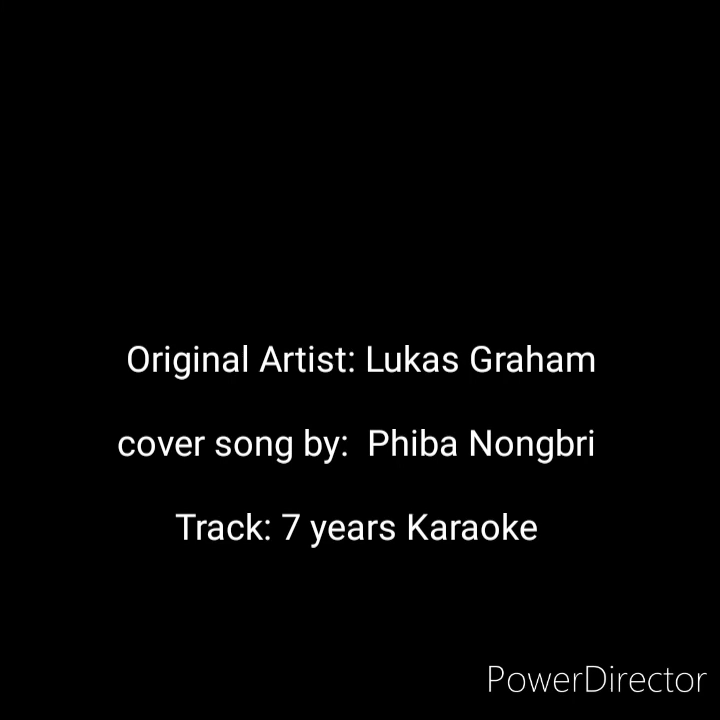 Original Artist: Lukas Graham
cover song by:  Phiba Nongbri
Track: 7 years Karaoke
PowerDirector